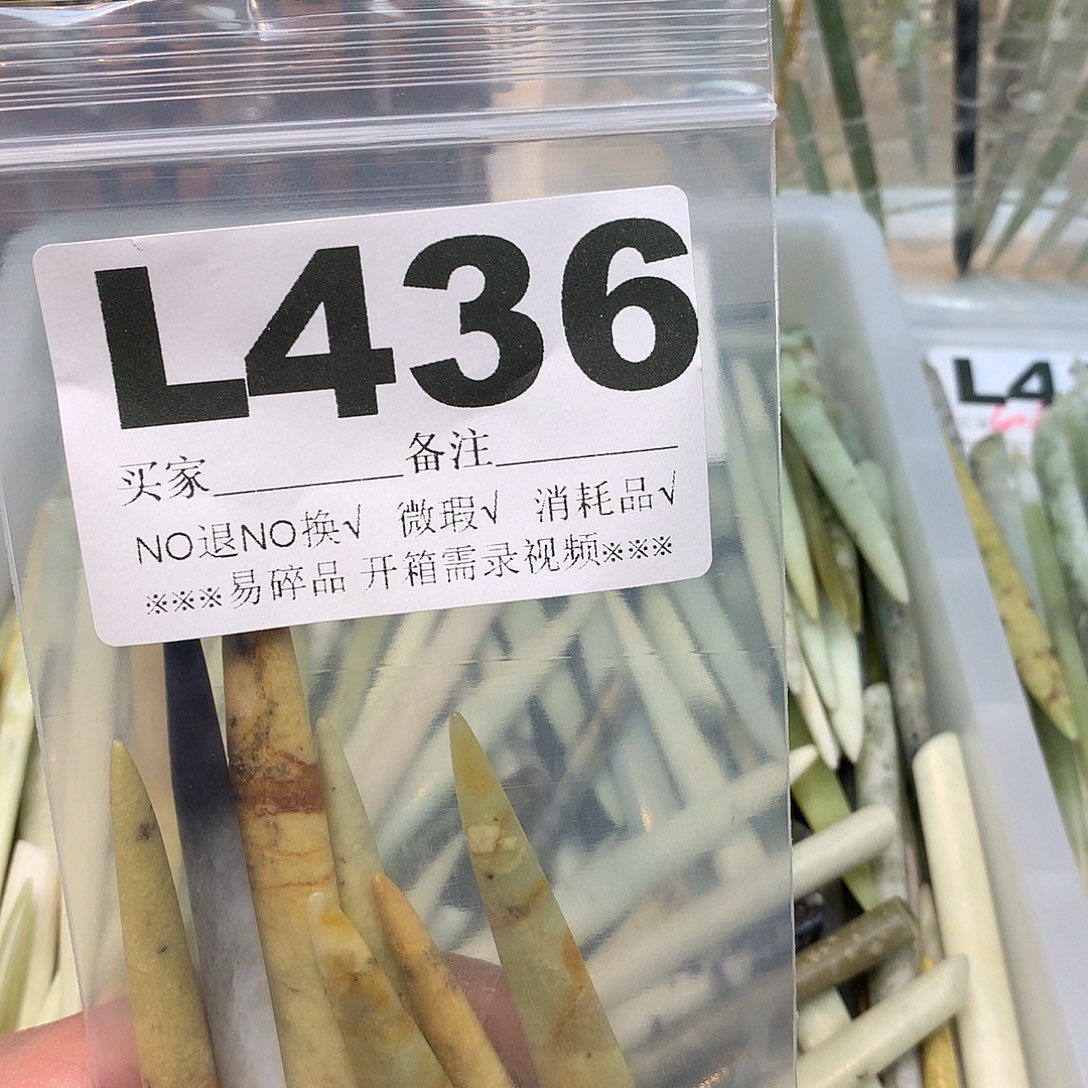 L436
买家________备注________
NO退NO换√ 微瑕√ 消耗品√
※※※易碎品 开箱需录视频※※※
L4